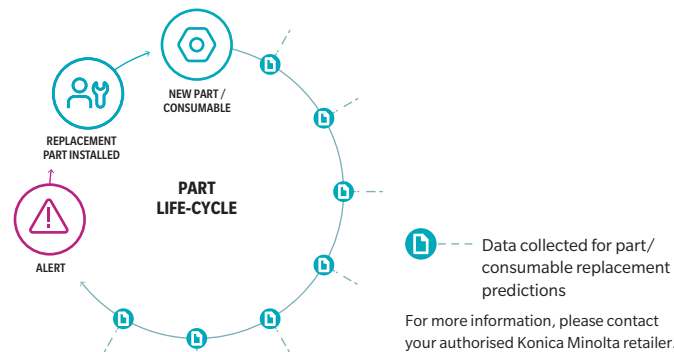 NEW PART /
CONSUMABLE
REPLACEMENT
PART INSTALLED
PART
LIFE-CYCLE
ALERT
Data collected for part/
consumable replacement
predictions
For more information, please contact
your authorised Konica Minolta retailer.